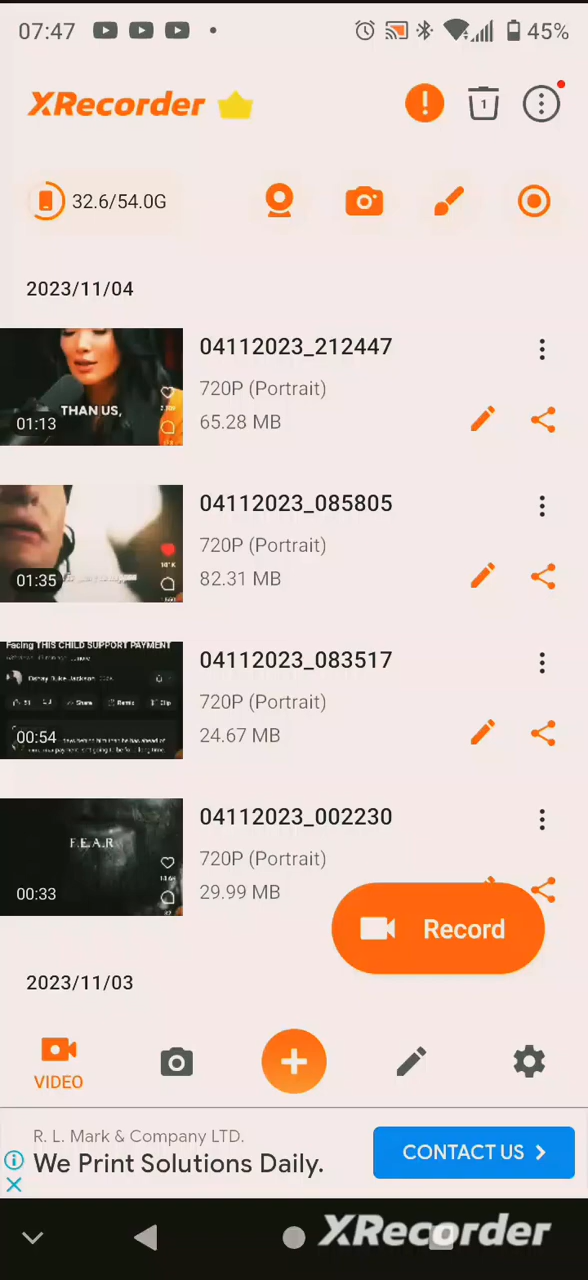 07:47
45%
XRecorder
1
32.6/54.0G
2023/11/04
04112023_212447
720P (Portrait)
65.28 MB
THAN US,
01:13
04112023_085805
720P (Portrait)
82.31 MB
01:35
Facing THIS CHILD SUPPORT PAYMENT
04112023_083517
720P (Portrait)
24.67 MB
Share
Remix
Clip
00:54
04112023_002230
720P (Portrait)
29.99 MB
F.E.A.R
00:33
Record
2023/11/03
VIDEO
R. L. Mark & Company LTD.
We Print Solutions Daily.
CONTACT US
XRecorder